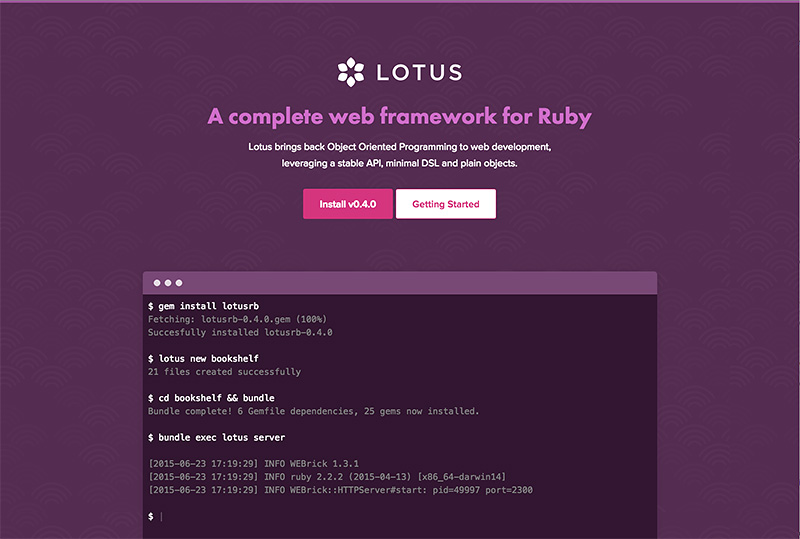 LOTUS
A complete web framework for Ruby
Lotus brings back Object Oriented Programming to web development,
leveraging a stable API, minimal DSL and plain objects.
Install v0.4.0 Getting Started
$ gem install lotusrb
Fetching: lotusrb-0.4.0.gem (100%)
Succesfully installed lotusrb-0.4.0
$ lotus new bookshelf
21 files created successfully
$ cd bookshelf && bundle
Bundle complete! 6 Gemfile dependencies, 25 gems now installed.
$ bundle exec lotus server
[2015-06-23 17:19:29] INFO WEBrick 1.3.1
[2015-06-23 17:19:29] INFO ruby 2.2.2 (2015-04-13) [x86_64-darwin14]
[2015-06-23 17:19:29] INFO WEBrick::HTTPServer#start: pid=49997 port=2300
$